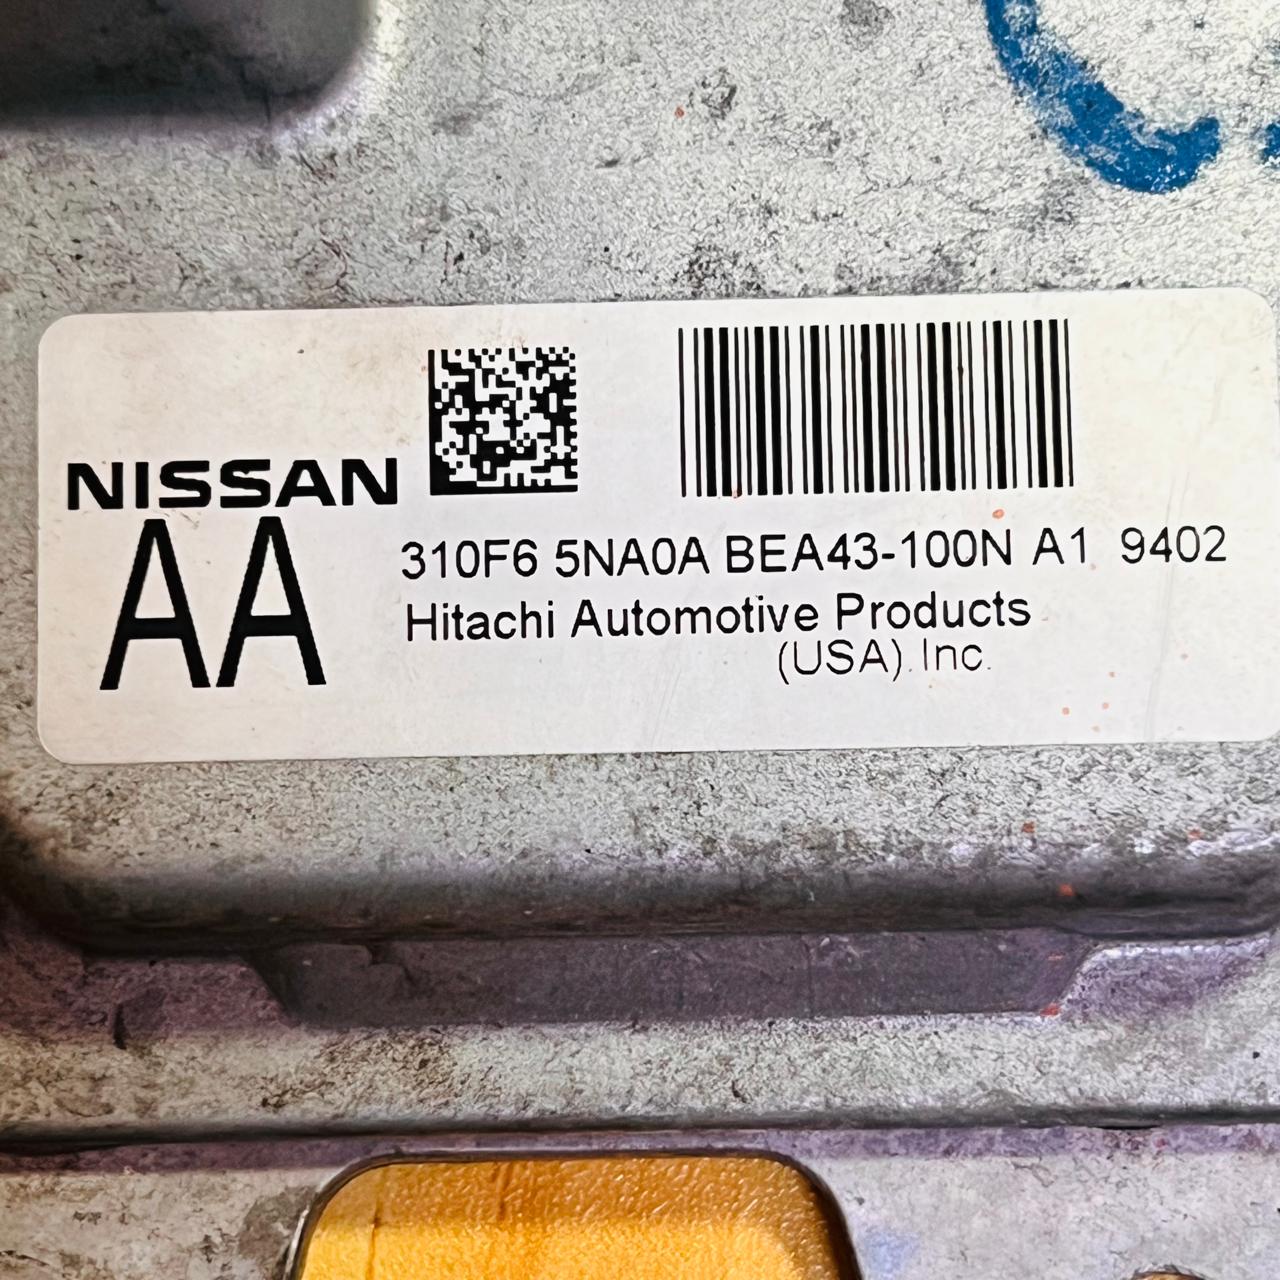 NISSAN
AA
310F6 5NA0A BEA43-100N A1 9402
Hitachi Automotive Products
(USA). Inc.